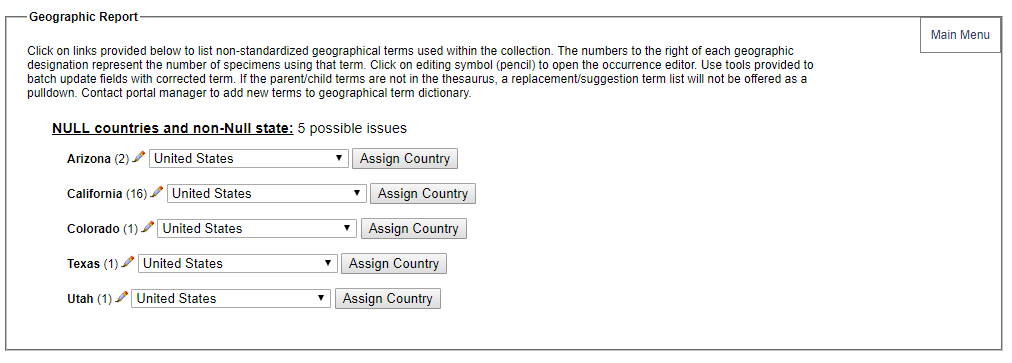 Geographic Report
Main Menu
Click on links provided below to list non-standardized geographical terms used within the collection. The numbers to the right of each geographic
designation represent the number of specimens using that term. Click on editing symbol (pencil) to open the occurrence editor. Use tools provided to
batch update fields with corrected term. If the parent/child terms are not in the thesaurus, a replacement/suggestion term list will not be offered as a
pulldown. Contact portal manager to add new terms to geographical term dictionary.
NULL countries and non-Null state: 5 possible issues
Arizona (2) United States Assign Country
California (16) United States Assign Country
Colorado (1) United States Assign Country
Texas (1) United States Assign Country
Utah (1) United States Assign Country